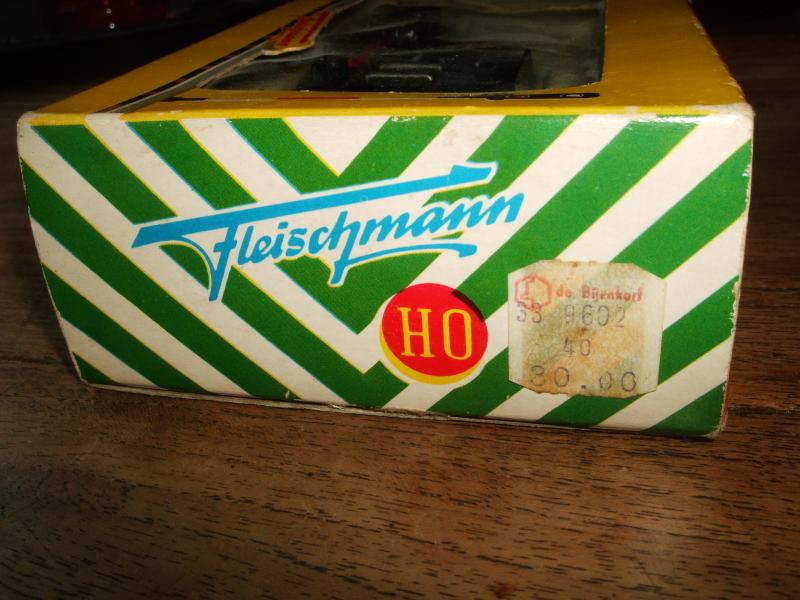 Fleischmann
HO
de Bijenkorf
33 9602
40
30.00